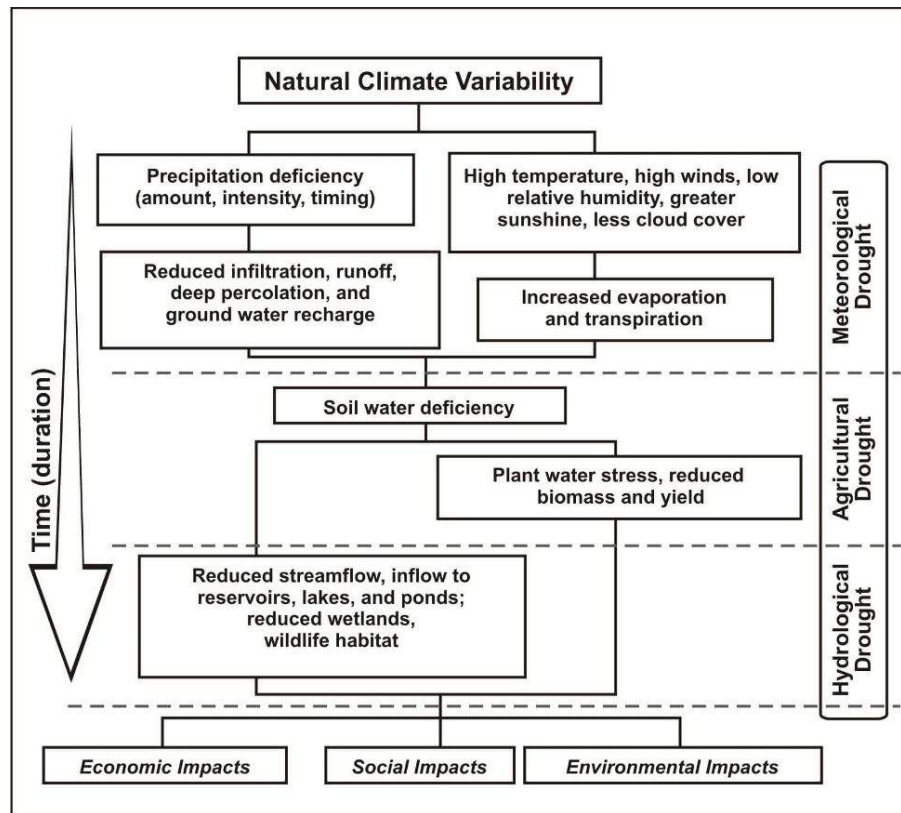 Natural Climate Variability
Precipitation deficiency
(amount, intensity, timing)
High temperature, high winds, low
relative humidity, greater
sunshine, less cloud cover
Reduced infiltration, runoff,
deep percolation, and
ground water recharge
Increased evaporation
and transpiration
Meteorological
Drought
Time (duration)
Soil water deficiency
Plant water stress, reduced
biomass and yield
Agricultural
Drought
Reduced streamflow, inflow to
reservoirs, lakes, and ponds;
reduced wetlands,
wildlife habitat
Hydrological
Drought
Economic Impacts
Social Impacts
Environmental Impacts